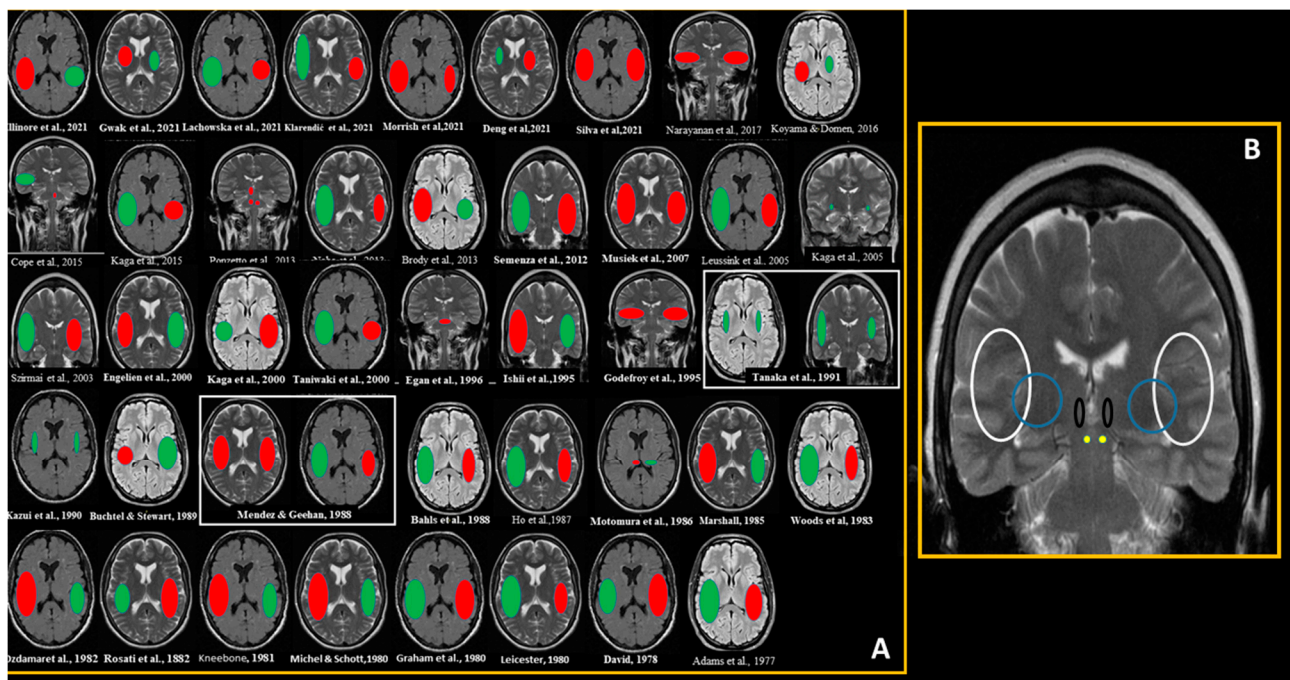 llinore et al., 2021 Gwak et al., 2021 Lachowska et al., 2021 Klarendić et al., 2021 Morrish et al,2021 Deng et al,2021 Silva et al,2021 Narayanan et al., 2017 Koyama & Domen, 2016
Cope et al., 2015 Kaga et al., 2015 Ponzetto et al., 2013 Brody et al., 2013 Semenza et al., 2012 Musiek et al., 2007 Leussink et al., 2005 Kaga et al., 2005
Szirmai et al., 2003 Engelien et al., 2000 Kaga et al., 2000 Taniwaki et al., 2000 Egan et al., 1996 Ishii et al.,1995 Godefroy et al., 1995 Tanaka et al., 1991
Kazui et al., 1990 Buchtel & Stewart, 1989 Mendez & Geehan, 1988 Bahls et al., 1988 Ho et al.,1987 Motomura et al., 1986 Marshall, 1985 Woods et al, 1983
Ozdamaret al., 1982 Rosati et al., 1882 Kneebone, 1981 Michel & Schott,1980 Graham et al., 1980 Leicester, 1980 David, 1978 Adams et al., 1977
A
B